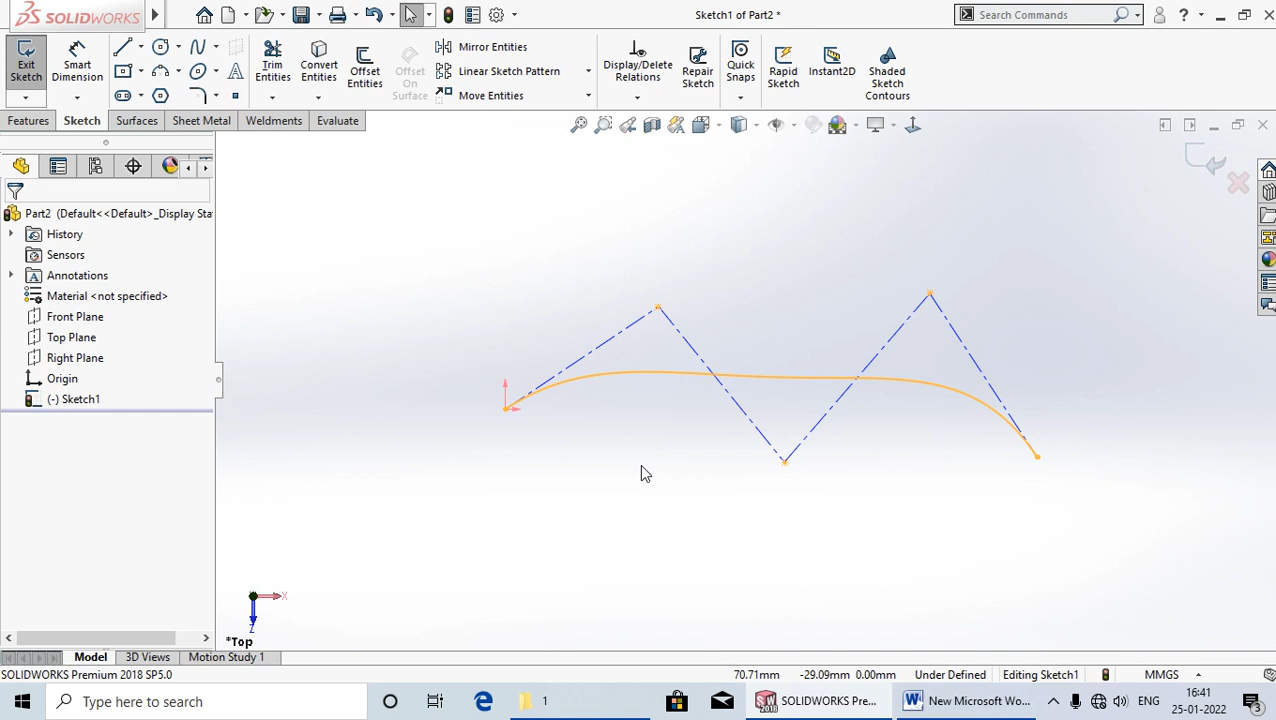 SOLIDWORKS
Sketch1 of Part2 *
Search Commands
Exit Sketch
Smart Dimension
Trim Entities
Convert Entities
Offset Entities
Offset On Surface
Mirror Entities
Linear Sketch Pattern
Move Entities
Display/Delete Relations
Repair Sketch
Quick Snaps
Rapid Sketch
Instant2D
Shaded Sketch Contours
Features
Sketch
Surfaces
Sheet Metal
Weldments
Evaluate
Part2 (Default<<Default>_Display Sta
History
Sensors
Annotations
Material <not specified>
Front Plane
Top Plane
Right Plane
Origin
(-) Sketch1
X
Z
*Top
Model
3D Views
Motion Study 1
SOLIDWORKS Premium 2018 SP5.0
70.71mm
-29.09mm
0.00mm
Under Defined
Editing Sketch1
MMGS
Type here to search
1
SOLIDWORKS Pre...
New Microsoft Wo...
ENG
16:41
25-01-2022
3